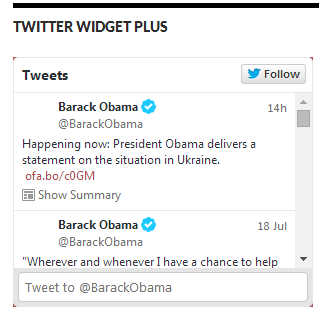 TWITTER WIDGET PLUS
Tweets
Follow
Barack Obama
14h
@BarackObama
Happening now: President Obama delivers a
statement on the situation in Ukraine.
ofa.bo/c0GM
Show Summary
Barack Obama
18 Jul
@BarackObama
"Wherever and whenever I have a chance to help
Tweet to @BarackObama